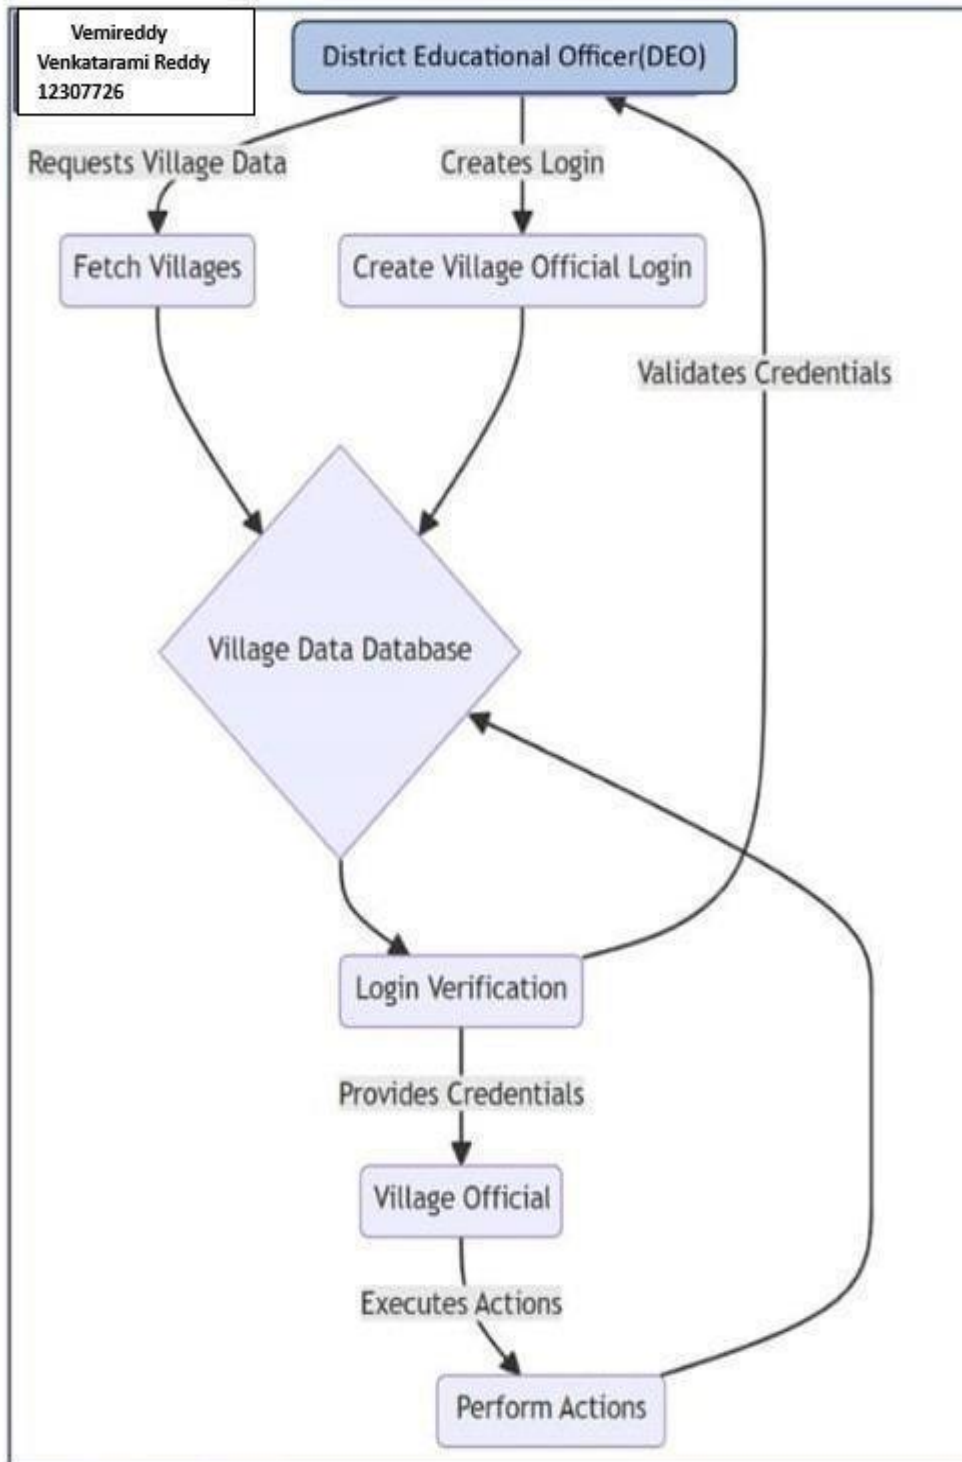 Vemireddy
Venkatarami Reddy
12307726
District Educational Officer(DEO)
Requests Village Data
Creates Login
Fetch Villages
Create Village Official Login
Validates Credentials
Village Data Database
Login Verification
Provides Credentials
Village Official
Executes Actions
Perform Actions